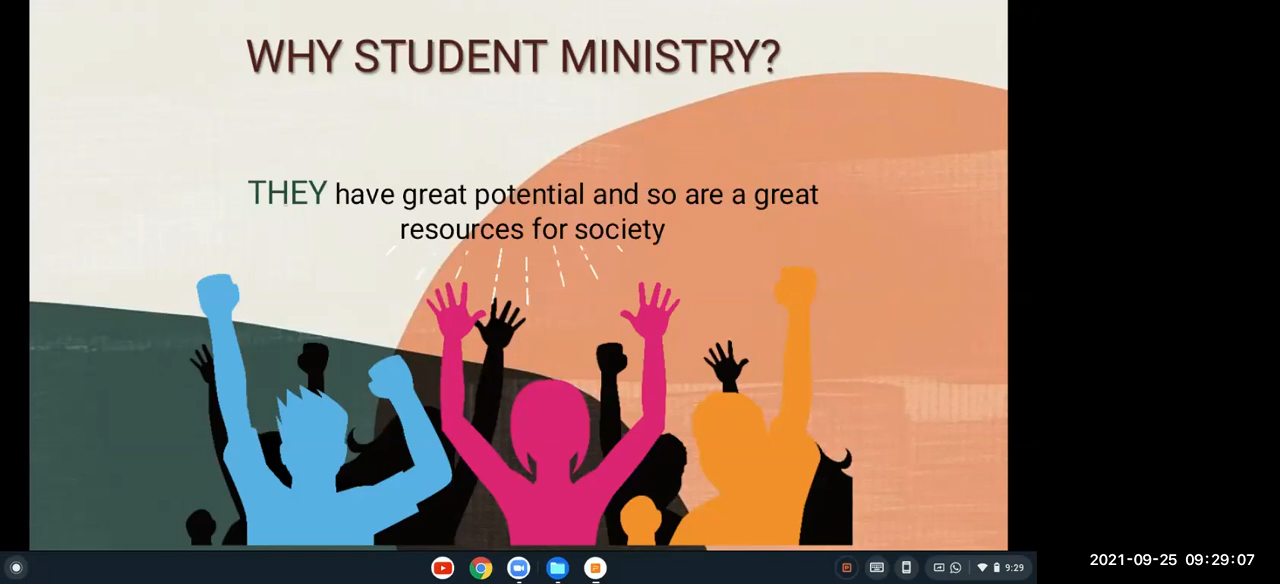 WHY STUDENT MINISTRY?
THEY have great potential and so are a great
resources for society
9:29
2021-09-25 09:29:07